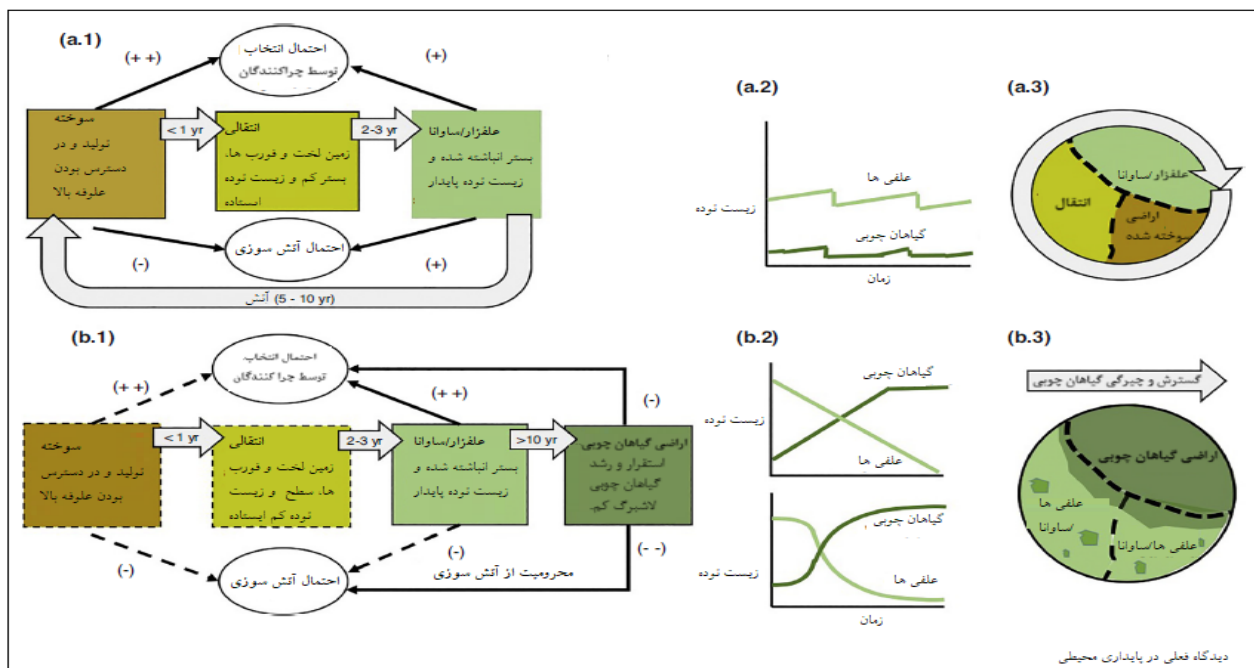 (a.1)
(+ +)
احتمال انتخاب
توسط چراکنندگان
(+)
سوخته
تولید و در
دسترس بودن
علوفه بالا
< 1 yr
انتقالی
زمین لخت و فورب ها،
بستر کم و زیست توده
ایستاده
2-3 yr
علفزار/ساوانا
بستر انباشته شده و
زیست توده پایدار
(-)
احتمال آتش سوزی
(+)
آتش (5 - 10 yr)
(a.2)
زیست توده
علفی ها
گیاهان چوبی
زمان
(a.3)
علفزار/ساوانا
انتقال
اراضی
سوخته شده
(b.1)
احتمال انتخاب
توسط چرا کنندگان
(+ +)
(+ +)
(-)
سوخته
تولید و در دسترس
بودن علوفه بالا
< 1 yr
انتقالی
زمین لخت و فورب
ها، سطح و زیست
توده کم ایستاده
2-3 yr
علفزار/ساوانا
بستر انباشته شده و
زیست توده پایدار
>10 yr
اراضی گیاهان چوبی
استقرار و رشد
گیاهان چوبی
لاشبرگ کم.
(-)
احتمال آتش سوزی
(-)
محرومیت از آتش سوزی
(- -)
(b.2)
گیاهان چوبی
زیست توده
علفی ها
گیاهان چوبی
زیست توده
علفی ها
زمان
(b.3)
گسترش و چیرگی گیاهان چوبی
اراضی گیاهان چوبی
علفی ها
/ساوانا
علفی ها/ساوانا
دیدگاه فعلی در پایداری محیطی